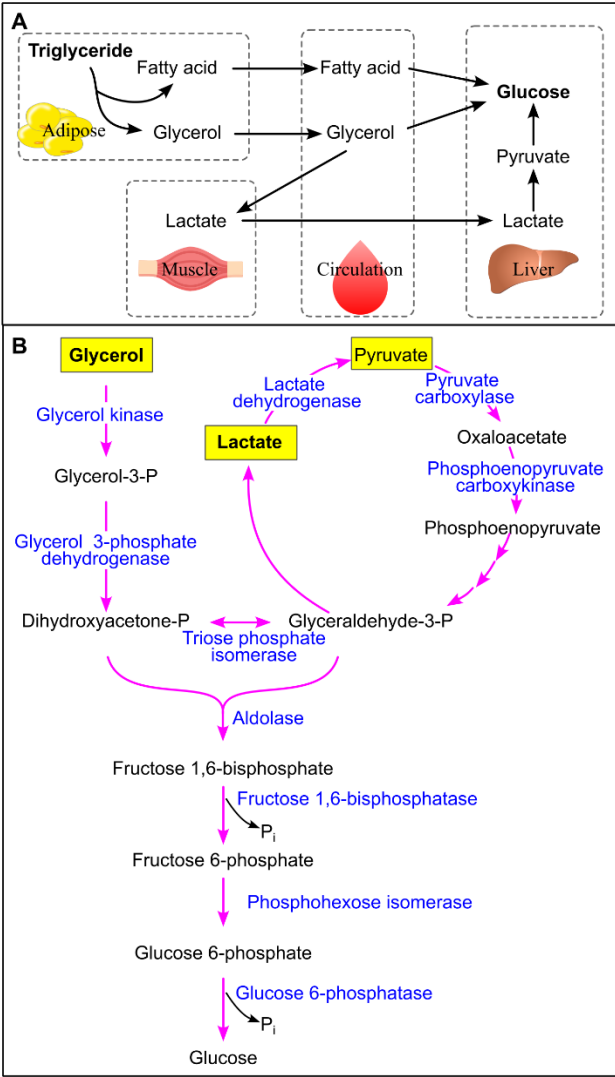 A
Triglyceride
Fatty acid
Fatty acid
Glucose
Adipose
Glycerol
Glycerol
Pyruvate
Lactate
Lactate
Muscle
Circulation
Liver
B
Glycerol
Pyruvate
Lactate
dehydrogenase
Pyruvate
carboxylase
Glycerol kinase
Lactate
Oxaloacetate
Glycerol-3-P
Phosphoenopyruvate
carboxykinase
Phosphoenopyruvate
Glycerol 3-phosphate
dehydrogenase
Dihydroxyacetone-P
Glyceraldehyde-3-P
Triose phosphate
isomerase
Aldolase
Fructose 1,6-bisphosphate
Fructose 1,6-bisphosphatase
Pi
Fructose 6-phosphate
Phosphohexose isomerase
Glucose 6-phosphate
Glucose 6-phosphatase
Pi
Glucose